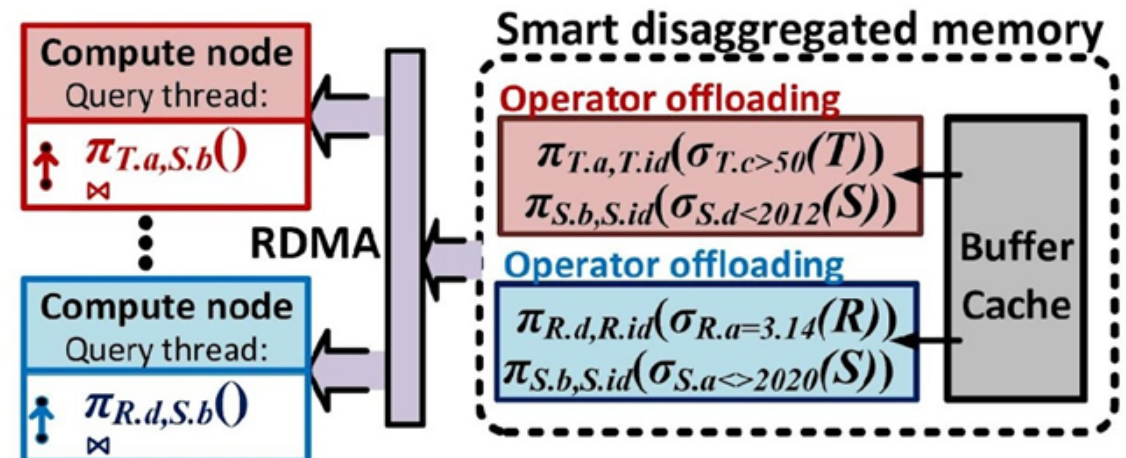 Smart disaggregated memory
Compute node
Query thread:
π_{T.a,S.b}()
⋈
RDMA
Compute node
Query thread:
π_{R.d,S.b}()
⋈
Operator offloading
π_{T.a,T.id}(σ_{T.c>50}(T))
π_{S.b,S.id}(σ_{S.d<2012}(S))
Operator offloading
π_{R.d,R.id}(σ_{R.a=3.14}(R))
π_{S.b,S.id}(σ_{S.a<>2020}(S))
Buffer
Cache